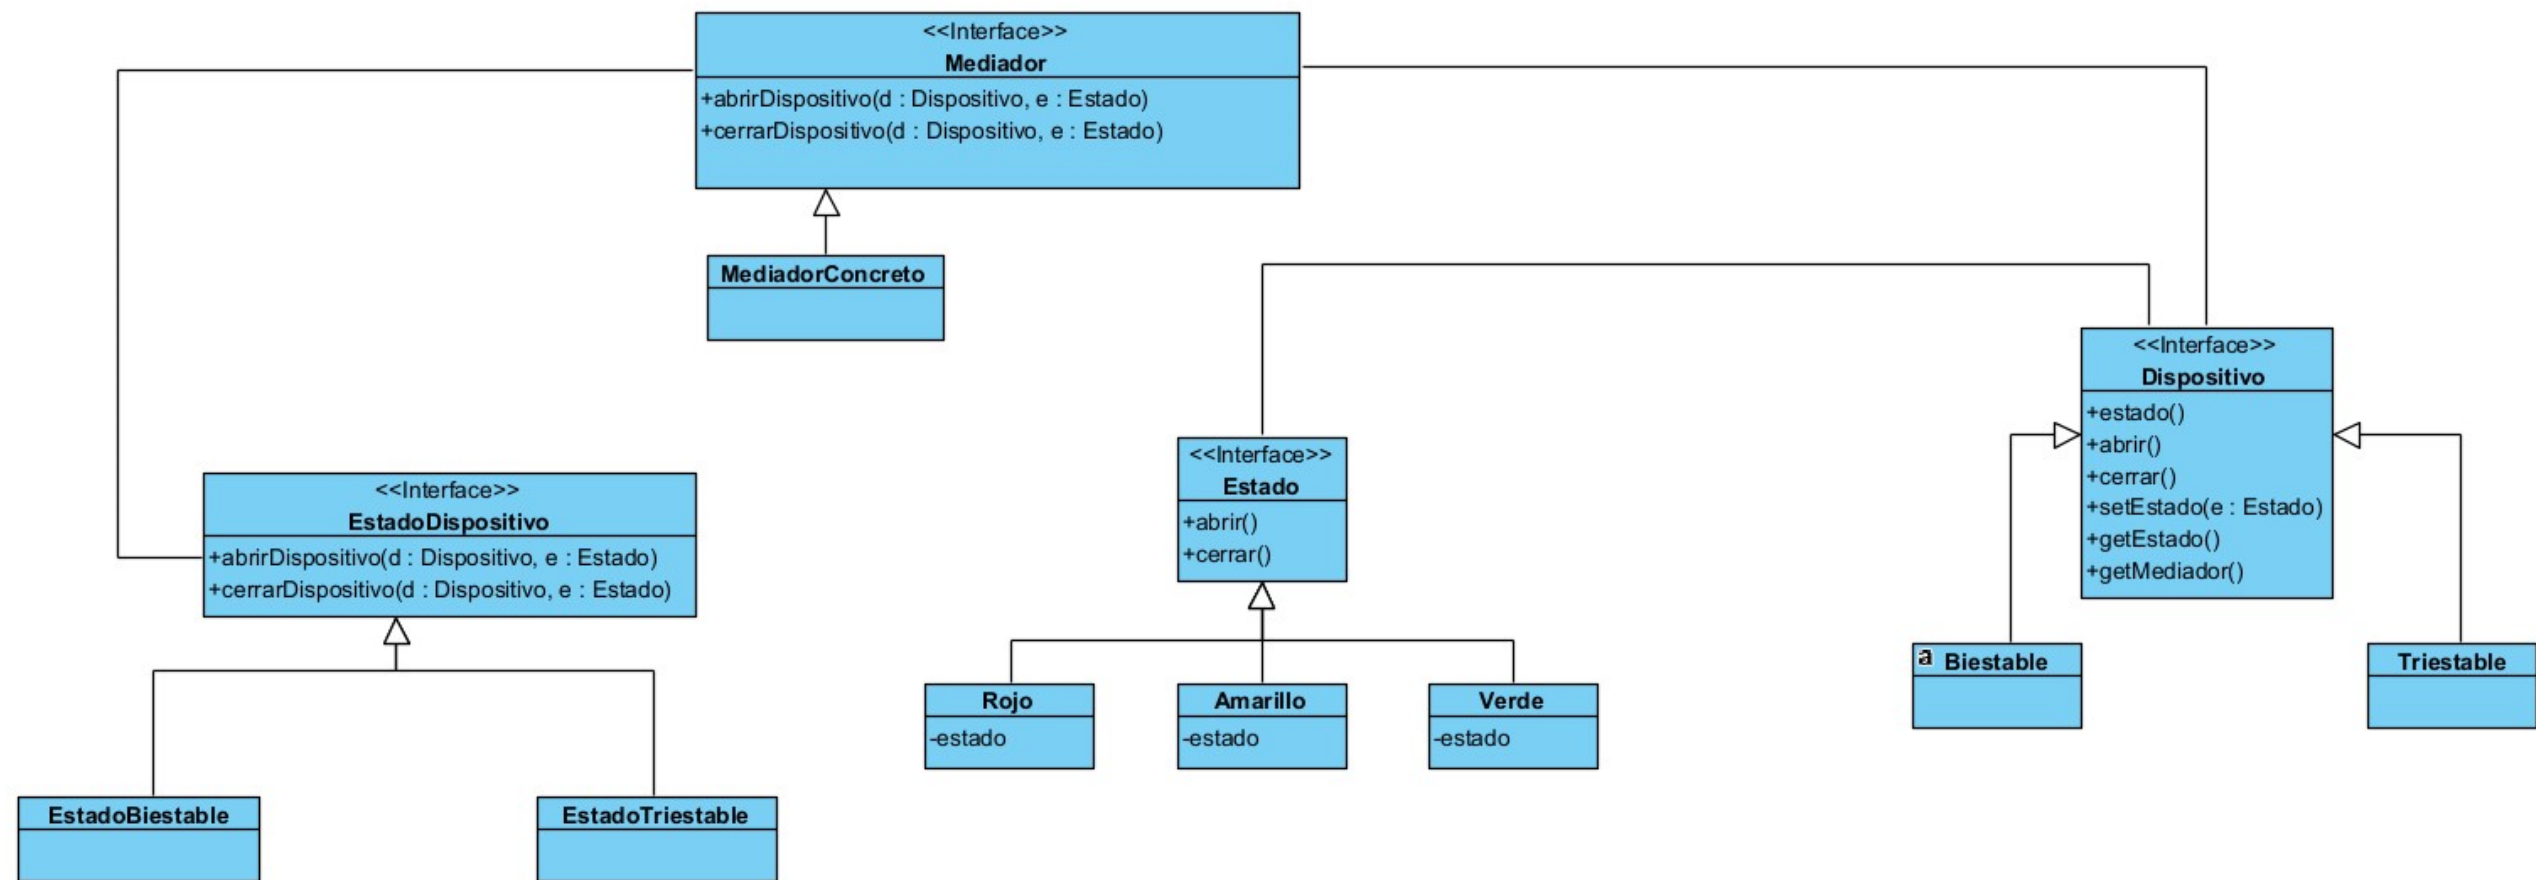 <<Interface>>
Mediador
+abrirDispositivo(d : Dispositivo, e : Estado)
+cerrarDispositivo(d : Dispositivo, e : Estado)
MediadorConcreto
<<Interface>>
Dispositivo
+estado()
+abrir()
+cerrar()
+setEstado(e : Estado)
+getEstado()
+getMediador()
<<Interface>>
Estado
+abrir()
+cerrar()
<<Interface>>
EstadoDispositivo
+abrirDispositivo(d : Dispositivo, e : Estado)
+cerrarDispositivo(d : Dispositivo, e : Estado)
a Biestable
Triestable
Rojo
-estado
Amarillo
-estado
Verde
-estado
EstadoBiestable
EstadoTriestable